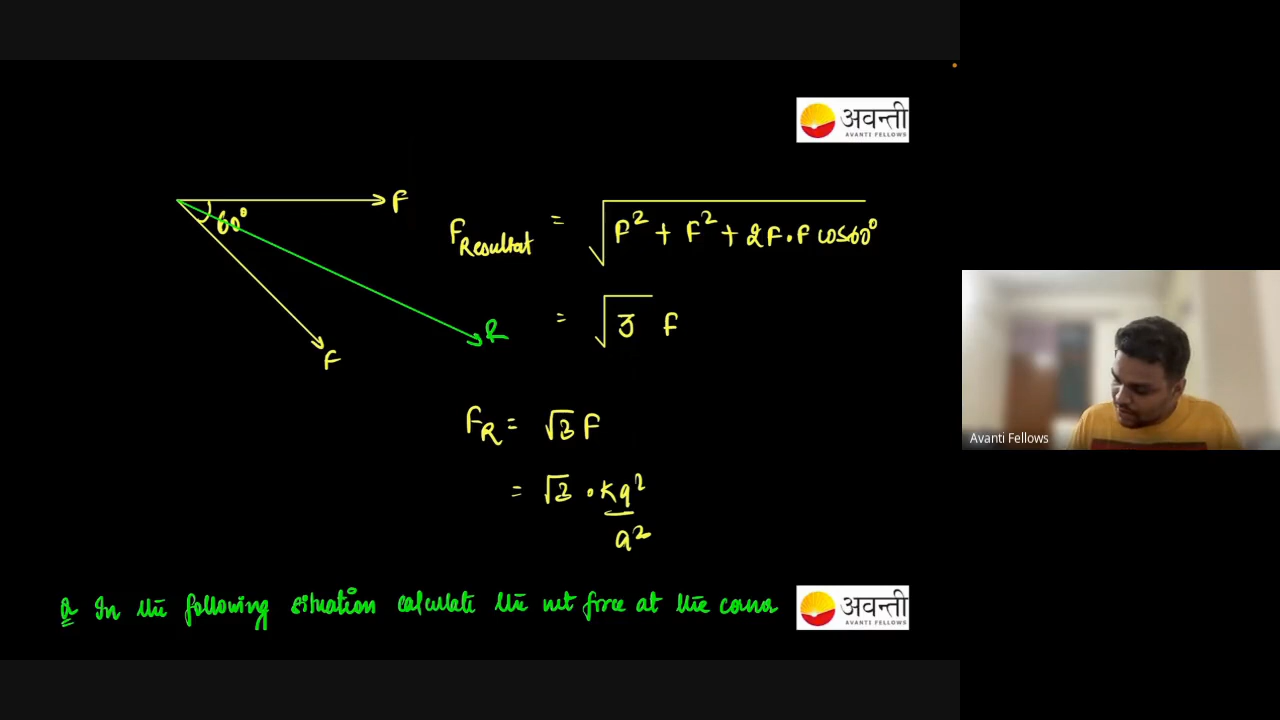 अवन्ती
AVANTI FELLOWS
F
60°
F
R
F Resultat = √F² + F² + 2F.F cos60°
= √3 F
F_R = √3 F
= √3 . Kq²
a²
Q In the following situation calculate the net force at the corner
अवन्ती
AVANTI FELLOWS
Avanti Fellows